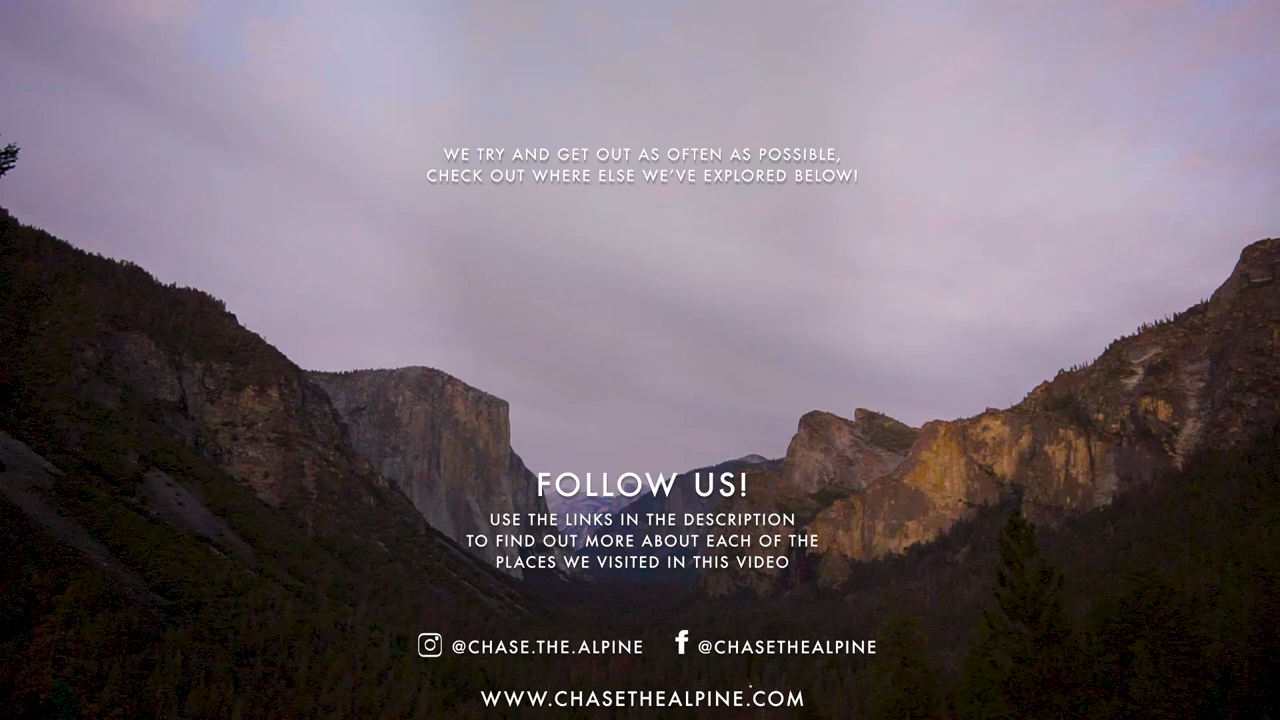 WE TRY AND GET OUT AS OFTEN AS POSSIBLE,
CHECK OUT WHERE ELSE WE'VE EXPLORED BELOW!
FOLLOW US!
USE THE LINKS IN THE DESCRIPTION
TO FIND OUT MORE ABOUT EACH OF THE
PLACES WE VISITED IN THIS VIDEO
@CHASE.THE.ALPINE f @CHASETHEALPINE
WWW.CHASETHEALPINE.COM